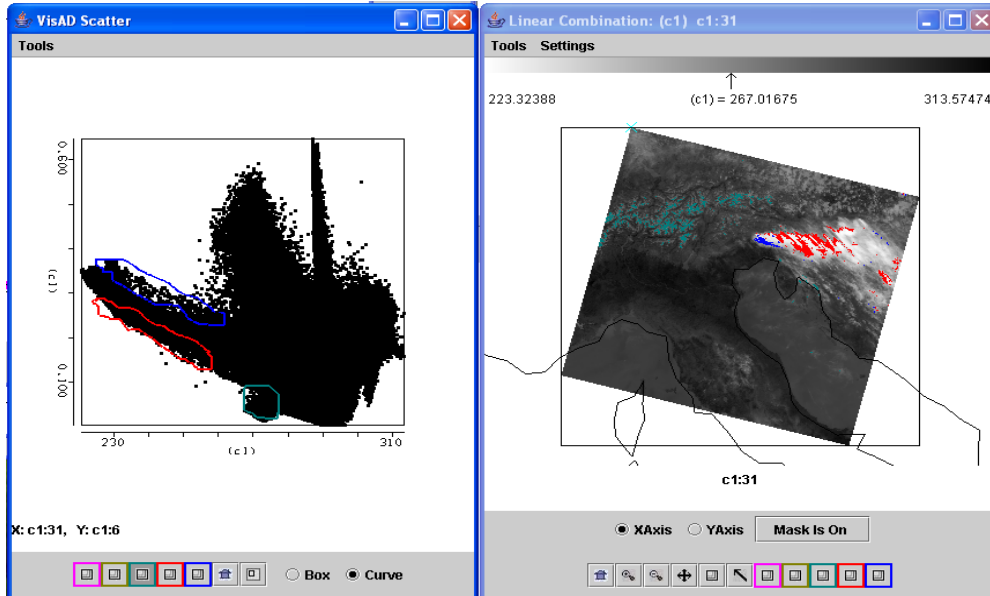 VisAD Scatter
Tools
0.600
(c1)
0.100
230
310
(c1)
X: c1:31, Y: c1:6
Box
Curve
Linear Combination: (c1) c1:31
Tools Settings
223.32388
(c1) = 267.01675
313.57474
c1:31
XAxis
YAxis
Mask Is On